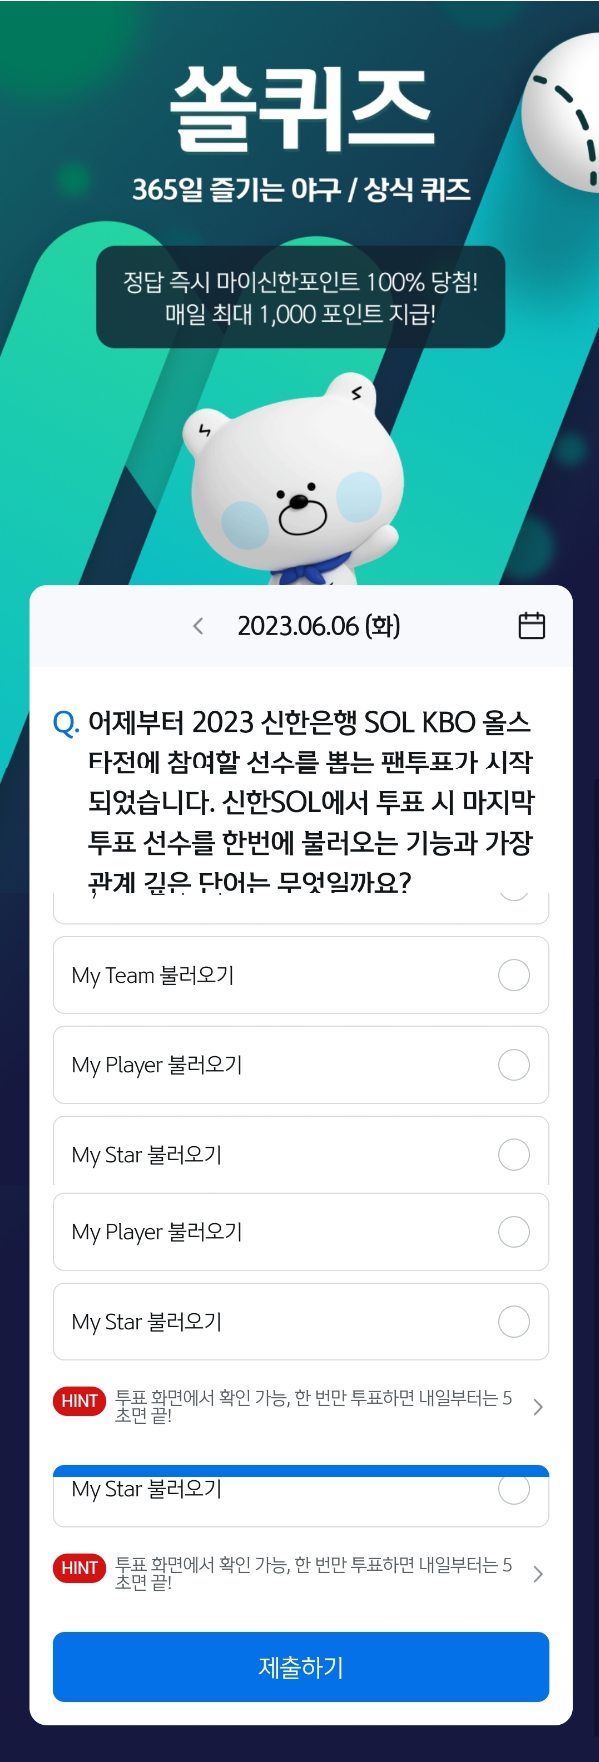 쏠퀴즈
365일 즐기는 야구 / 상식 퀴즈
정답 즉시 마이신한포인트 100% 당첨!
매일 최대 1,000 포인트 지급!
2023.06.06 (화)
Q. 어제부터 2023 신한은행 SOL KBO 올스
타전에 참여할 선수를 뽑는 팬투표가 시작
되었습니다. 신한SOL에서 투표 시 마지막
투표 선수를 한번에 불러오는 기능과 가장
관계 깊은 단어는 무엇일까요?
My Team 불러오기
My Player 불러오기
My Star 불러오기
My Player 불러오기
My Star 불러오기
HINT 투표 화면에서 확인 가능, 한 번만 투표하면 내일부터는 5
초면 끝!
My Star 불러오기
HINT 투표 화면에서 확인 가능, 한 번만 투표하면 내일부터는 5
초면 끝!
제출하기